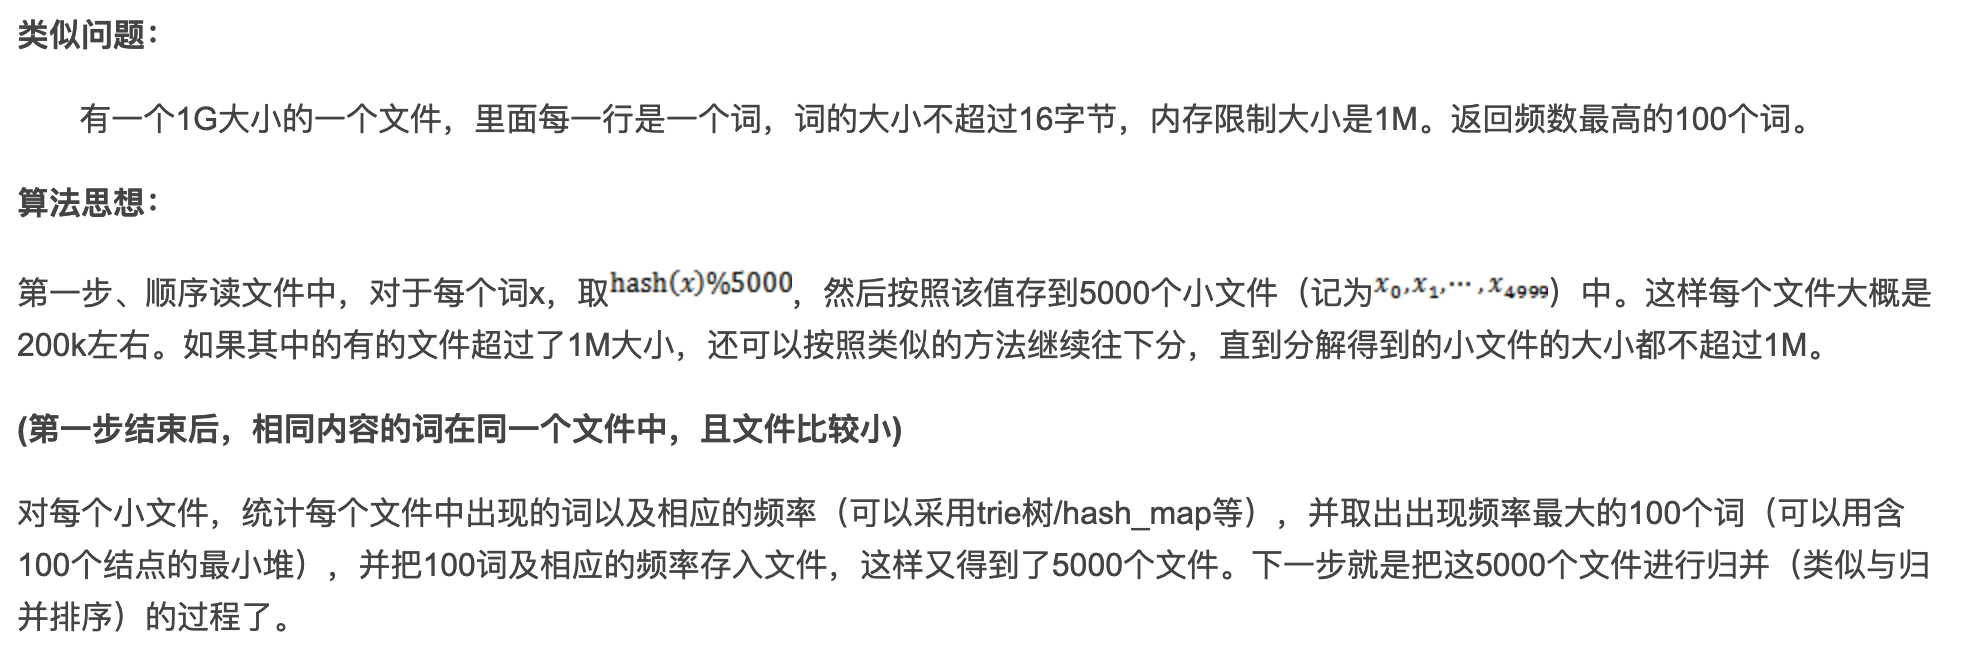 类似问题：
有一个1G大小的一个文件，里面每一行是一个词，词的大小不超过16字节，内存限制大小是1M。返回频数最高的100个词。
算法思想：
第一步、顺序读文件中，对于每个词x，取hash(x)%5000，然后按照该值存到5000个小文件（记为x₀,x₁,⋯,x₄₉₉₉）中。这样每个文件大概是
200k左右。如果其中的有的文件超过了1M大小，还可以按照类似的方法继续往下分，直到分解得到的小文件的大小都不超过1M。
(第一步结束后，相同内容的词在同一个文件中，且文件比较小)
对每个小文件，统计每个文件中出现的词以及相应的频率（可以采用trie树/hash_map等），并取出出现频率最大的100个词（可以用含
100个结点的最小堆），并把100词及相应的频率存入文件，这样又得到了5000个文件。下一步就是把这5000个文件进行归并（类似与归
并排序）的过程了。